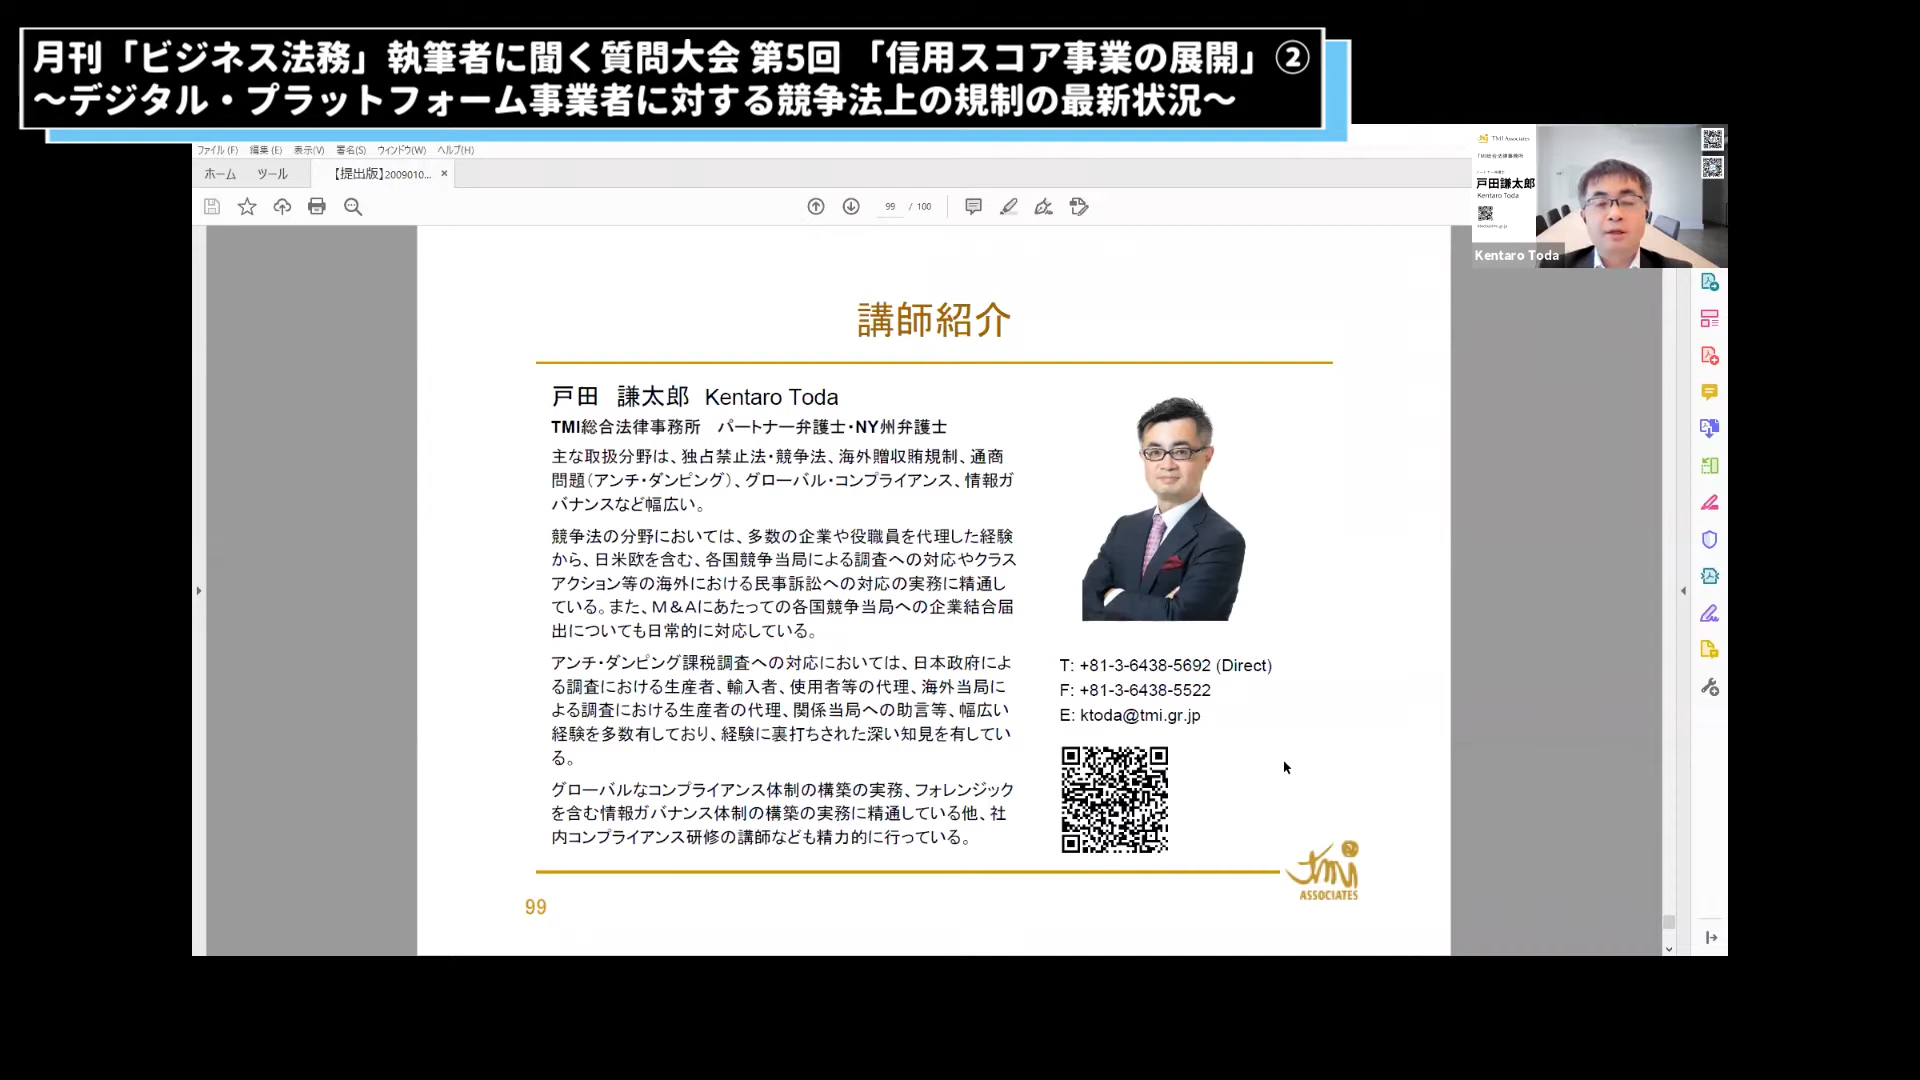 月刊「ビジネス法務」執筆者に聞く質問大会 第5回 「信用スコア事業の展開」②
～デジタル・プラットフォーム事業者に対する競争法上の規制の最新状況～
ファイル(F) 編集(E) 表示(V) 署名(S) ウィンドウ(W) ヘルプ(H)
ホーム ツール 【提出版】2009010... ×
99 / 100
TMI Associates
TMI総合法律事務所
戸田謙太郎
Kentaro Toda
Kentaro Toda
講師紹介
戸田 謙太郎 Kentaro Toda
TMI総合法律事務所 パートナー弁護士・NY州弁護士
主な取扱分野は、独占禁止法・競争法、海外贈収賄規制、通商
問題(アンチ・ダンピング)、グローバル・コンプライアンス、情報ガ
バナンスなど幅広い。
競争法の分野においては、多数の企業や役職員を代理した経験
から、日米欧を含む、各国競争当局による調査への対応やクラス
アクション等の海外における民事訴訟への対応の実務に精通し
ている。また、M&Aにあたっての各国競争当局への企業結合届
出についても日常的に対応している。
アンチ・ダンピング課税調査への対応においては、日本政府によ
る調査における生産者、輸入者、使用者等の代理、海外当局に
よる調査における生産者の代理、関係当局への助言等、幅広い
経験を多数有しており、経験に裏打ちされた深い知見を有してい
る。
グローバルなコンプライアンス体制の構築の実務、フォレンジック
を含む情報ガバナンス体制の構築の実務に精通している他、社
内コンプライアンス研修の講師なども精力的に行っている。
T: +81-3-6438-5692 (Direct)
F: +81-3-6438-5522
E: ktoda@tmi.gr.jp
tmi
ASSOCIATES
99